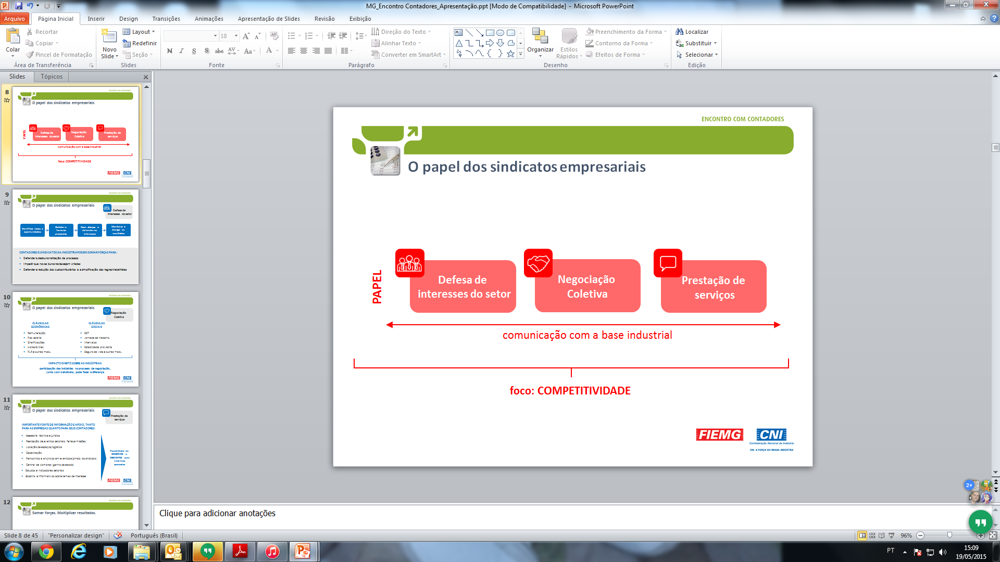 MG_Encontro Contadores_Apresentação.ppt [Modo de Compatibilidade] - Microsoft PowerPoint
Arquivo Página Inicial Inserir Design Transições Animações Apresentação de Slides Revisão Exibição
Colar
Recortar
Copiar
Pincel de Formatação
Área de Transferência
Novo
Slide
Layout
Redefinir
Seção
Slides
18
N I S S abc AV Aa A
Fonte
Direção do Texto
Alinhar Texto
Converter em SmartArt
Parágrafo
Organizar
Estilos
Rápidos
Preenchimento da Forma
Contorno da Forma
Efeitos de Forma
Desenho
Localizar
Substituir
Selecionar
Edição
Slides Tópicos
8
O papel dos sindicatos empresariais
PAPEL
Defesa de
interesses do setor
Negociação
Coletiva
Prestação de
serviços
comunicação com a base industrial
foco: COMPETITIVIDADE
FIEMG CNI
9
O papel dos sindicatos empresariais
Defesa de
interesses do setor
Identificar riscos e
oportunidades
Debater e
formular
propostas
Fazer alianças e
defender os
interesses
Monitorar e
divulgar os
resultados
CONTADORES E SINDICATOS DA INDÚSTRIA PODEM SOMAR FORÇAS PARA:
Defender a desburocratização de processos
Impedir que novas burocracias sejam criadas
Defender a redução dos custos tributários e a simplificação das regras trabalhistas
10
O papel dos sindicatos empresariais
Negociação
Coletiva
CLÁUSULAS
ECONÔMICAS
Remuneração
Piso salarial
Gratificações
Horas Extras
PLR e outras mais...
CLÁUSULAS
SOCIAIS
SST
Jornada de trabalho
Intervalos
Estabilidade provisória
Seguro de vida e outras mais...
IMPACTO DIRETO SOBRE AS INDÚSTRIAS
participação das indústrias no processo de negociação,
junto com o sindicato, pode fazer a diferença
FIEMG CNI
11
O papel dos sindicatos empresariais
Prestação de
serviços
IMPORTANTE FONTE DE INFORMAÇÃO E APOIO, TANTO
PARA AS EMPRESAS QUANTO PARA SEUS CONTADORES:
Assessoria técnica e jurídica
Realização de eventos setoriais, feiras e missões
Locação de espaços/logística
Capacitação
Patrocínios e anúncios em eventos e jornais do sindicato
Central de compras (ganho de escala)
Estudos e indicadores setoriais
Boletins e informativos sobre temas de interesse
Possibilidade de
BENEFÍCIOS e
DESCONTOS para
empresas
associadas
FIEMG CNI
12
Somar forças. Multiplicar resultados.
ENCONTRO COM CONTADORES
O papel dos sindicatos empresariais
PAPEL
Defesa de
interesses do setor
Negociação
Coletiva
Prestação de
serviços
comunicação com a base industrial
foco: COMPETITIVIDADE
FIEMG
CNI
Confederação Nacional da Indústria
CNI. A FORÇA DO BRASIL INDÚSTRIA
2+
Clique para adicionar anotações
Slide 8 de 45 "Personalizar design" Português (Brasil) 96%
PT
15:09
19/05/2015